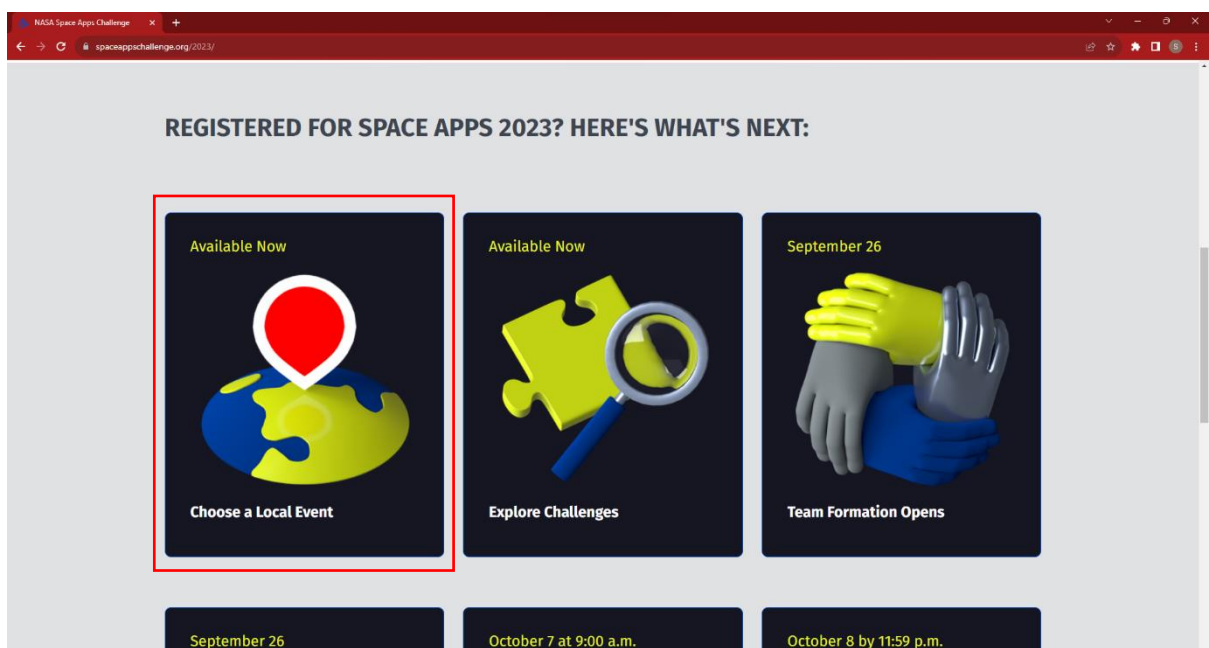 NASA Space Apps Challenge
spaceappschallenge.org/2023/
S
REGISTERED FOR SPACE APPS 2023? HERE'S WHAT'S NEXT:
Available Now
Choose a Local Event
Available Now
Explore Challenges
September 26
Team Formation Opens
September 26
October 7 at 9:00 a.m.
October 8 by 11:59 p.m.